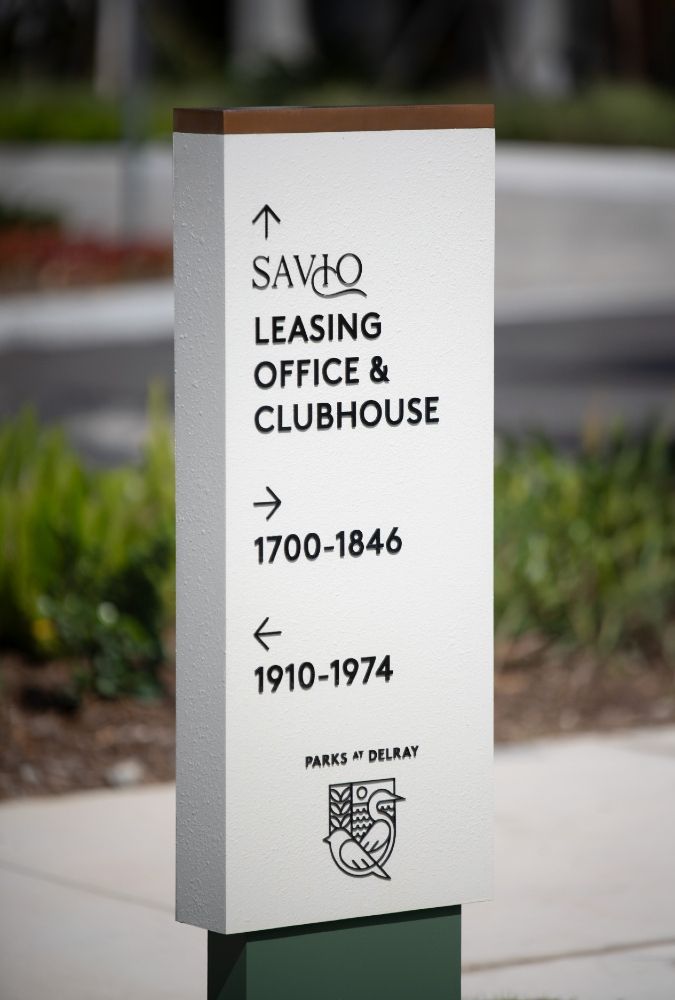 ↑
SAVIO
LEASING
OFFICE &
CLUBHOUSE
→
1700-1846
←
1910-1974
PARKS AT DELRAY